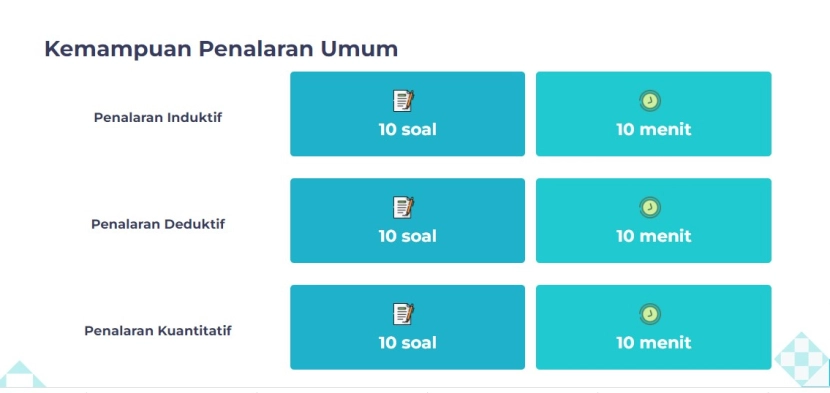 Kemampuan Penalaran Umum
Penalaran Induktif
10 soal
10 menit
Penalaran Deduktif
10 soal
10 menit
Penalaran Kuantitatif
10 soal
10 menit